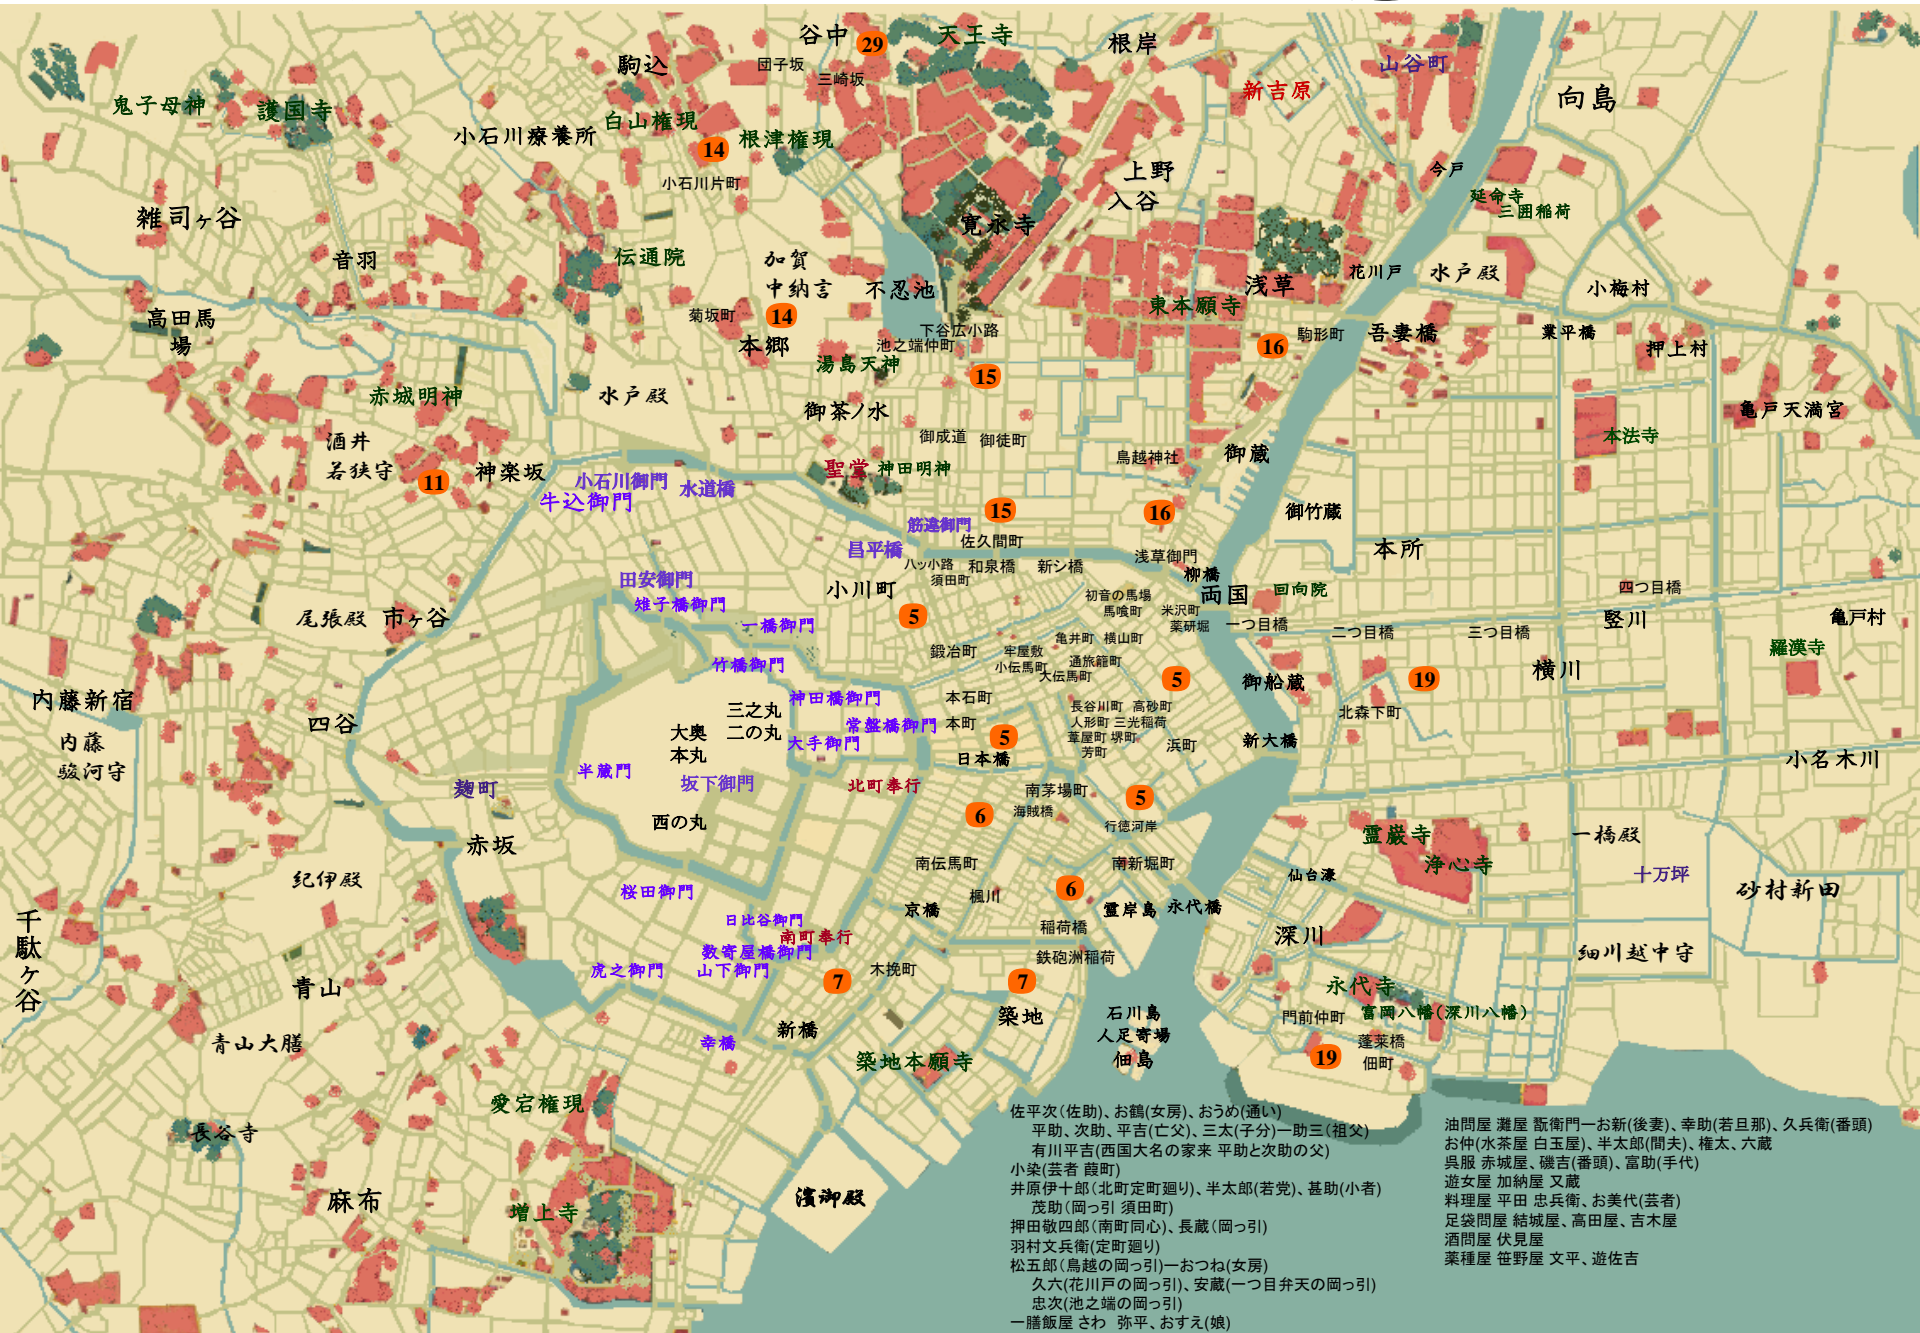 谷中
29
天王寺
根岸
駒込
団子坂
三崎坂
山谷町
新吉原
向島
鬼子母神
護国寺
小石川療養所
白山権現
根津権現
14
小石川片町
上野
入谷
今戸
延命寺
三囲稲荷
雑司ヶ谷
寛永寺
音羽
伝通院
加賀
中納言
不忍池
浅草
花川戸
水戸殿
小梅村
東本願寺
菊坂町
14
本郷
高田馬
場
下谷広小路
池之端仲町
湯島天神
15
16
駒形町
吾妻橋
業平橋
押上村
赤城明神
水戸殿
御茶ノ水
亀戸天満宮
本法寺
酒井
若狭守
11
神楽坂
御成道
御徒町
鳥越神社
御蔵
聖堂
神田明神
小石川御門
水道橋
牛込御門
15
16
御竹蔵
筋違御門
昌平橋
佐久間町
本所
八ッ小路
須田町
和泉橋
新シ橋
浅草御門
柳橋
両国
回向院
四つ目橋
田安御門
雉子橋御門
一橋御門
小川町
5
初音の馬場
馬喰町
米沢町
薬研堀
一つ目橋
二つ目橋
三つ目橋
竪川
亀戸村
尾張殿
市ヶ谷
竹橋御門
鍛冶町
亀井町
横山町
牢屋敷
小伝馬町
通旅籠町
大伝馬町
5
御船蔵
19
横川
羅漢寺
内藤新宿
四谷
神田橋御門
三之丸
二の丸
大奥
本丸
常盤橋御門
大手御門
本石町
本町
5
日本橋
長谷川町
高砂町
人形町
三光稲荷
葺屋町
堺町
芳町
浜町
新大橋
北森下町
内藤
駿河守
半蔵門
坂下御門
北町奉行
麹町
南茅場町
海賊橋
6
5
行徳河岸
小名木川
西の丸
赤坂
霊巌寺
浄心寺
一橋殿
紀伊殿
桜田御門
南伝馬町
楓川
6
南新堀町
仙台濠
十万坪
砂村新田
日比谷御門
南町奉行
京橋
稲荷橋
霊岸島
永代橋
深川
千駄ヶ谷
数寄屋橋御門
虎之御門
山下御門
7
木挽町
7
鉄砲洲稲荷
細川越中守
青山
築地
永代寺
富岡八幡(深川八幡)
門前仲町
蓬莱橋
19
佃町
石川島
人足寄場
佃島
青山大膳
幸橋
新橋
築地本願寺
愛宕権現
長谷寺
麻布
増上寺
濱御殿
佐平次(佐助)、お鶴(女房)、おうめ(通い)
平助、次助、平吉(亡父)、三太(子分)―助三(祖父)
有川平吉(西国大名の家来 平助と次助の父)
小染(芸者 葭町)
井原伊十郎(北町定町廻り)、半太郎(若党)、甚助(小者)
茂助(岡っ引 須田町)
押田敬四郎(南町同心)、長蔵(岡っ引)
羽村文兵衛(定町廻り)
松五郎(鳥越の岡っ引)―おつね(女房)
久六(花川戸の岡っ引)、安蔵(一つ目弁天の岡っ引)
忠次(池之端の岡っ引)
一膳飯屋 さわ 弥平、おすえ(娘)
油問屋 灘屋 翫衛門―お新(後妻)、幸助(若旦那)、久兵衛(番頭)
お仲(水茶屋 白玉屋)、半太郎(間夫)、権太、六蔵
呉服 赤城屋、磯吉(番頭)、富助(手代)
遊女屋 加納屋 又蔵
料理屋 平田 忠兵衛、お美代(芸者)
足袋問屋 結城屋、高田屋、吉木屋
酒問屋 伏見屋
薬種屋 笹野屋 文平、遊佐吉